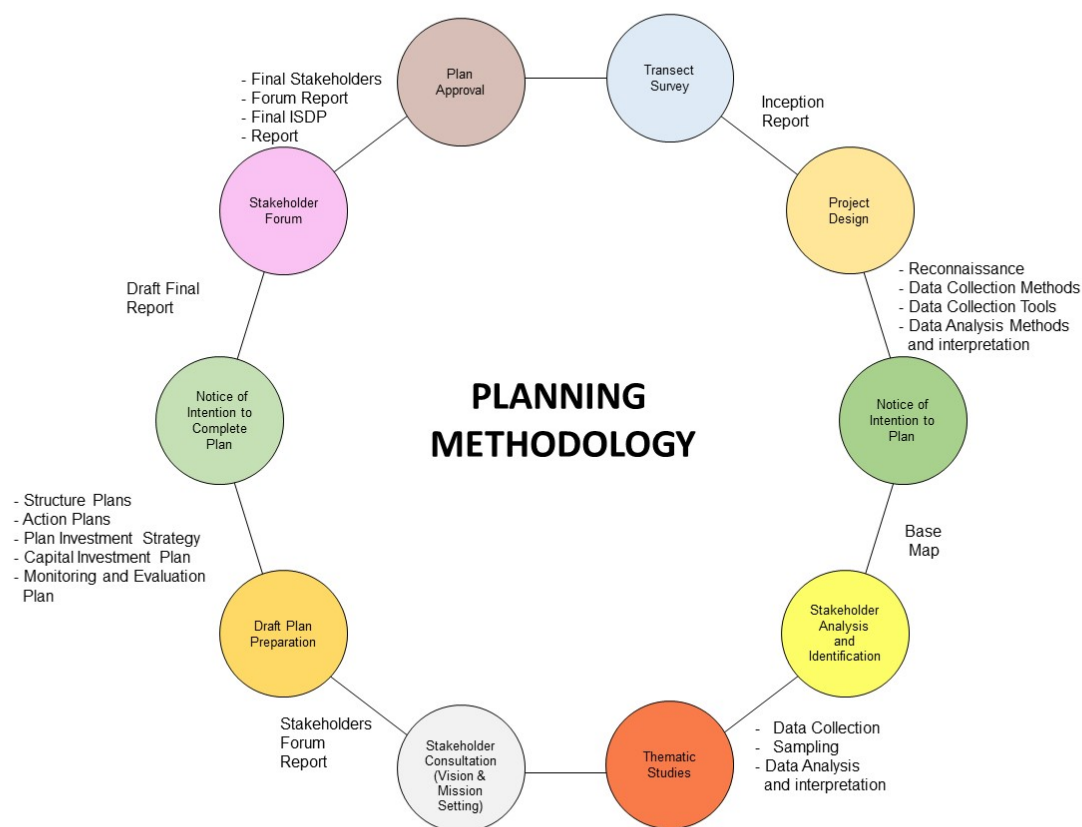 Plan
Approval
Transect
Survey
Inception
Report
Project
Design
- Reconnaissance
- Data Collection Methods
- Data Collection Tools
- Data Analysis Methods
and interpretation
Notice of
Intention to
Plan
Base
Map
Stakeholder
Analysis
and
Identification
- Data Collection
- Sampling
- Data Analysis
and interpretation
Thematic
Studies
Stakeholder
Consultation
(Vision &
Mission
Setting)
Stakeholders
Forum
Report
Draft Plan
Preparation
- Structure Plans
- Action Plans
- Plan Investment Strategy
- Capital Investment Plan
- Monitoring and Evaluation
Plan
Notice of
Intention to
Complete
Plan
Draft Final
Report
Stakeholder
Forum
- Final Stakeholders
- Forum Report
- Final ISDP
- Report
PLANNING
METHODOLOGY